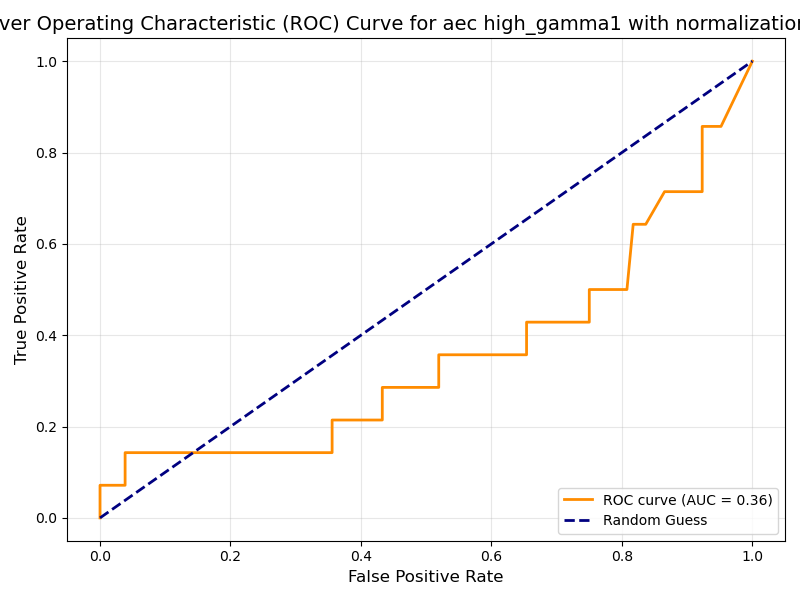 ver Operating Characteristic (ROC) Curve for aec high_gamma1 with normalization
True Positive Rate
1.0
0.8
0.6
0.4
0.2
0.0
0.0 0.2 0.4 0.6 0.8 1.0
False Positive Rate
ROC curve (AUC = 0.36)
Random Guess